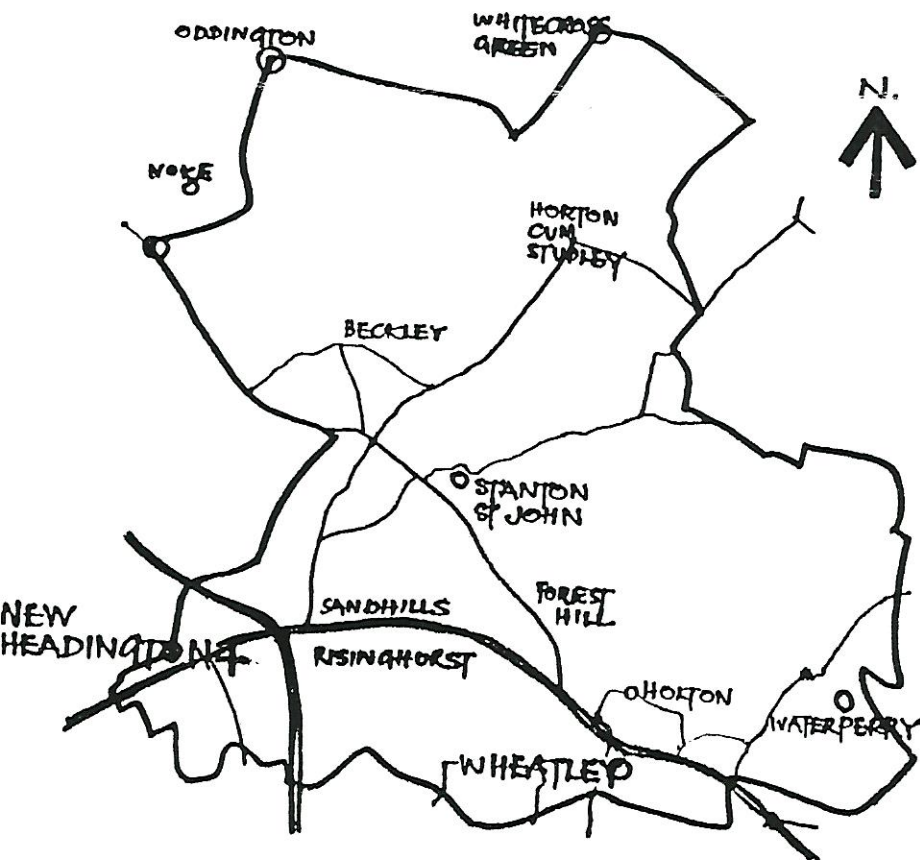 ODDINGTON
WHITECROSS
GREEN
N.
NOKE
HORTON
CUM
STUDLEY
BECKLEY
STANTON
ST JOHN
NEW
HEADINGTON
SANDHILLS
FOREST
HILL
RISINGHORST
HOLTON
WATERPERRY
WHEATLEY